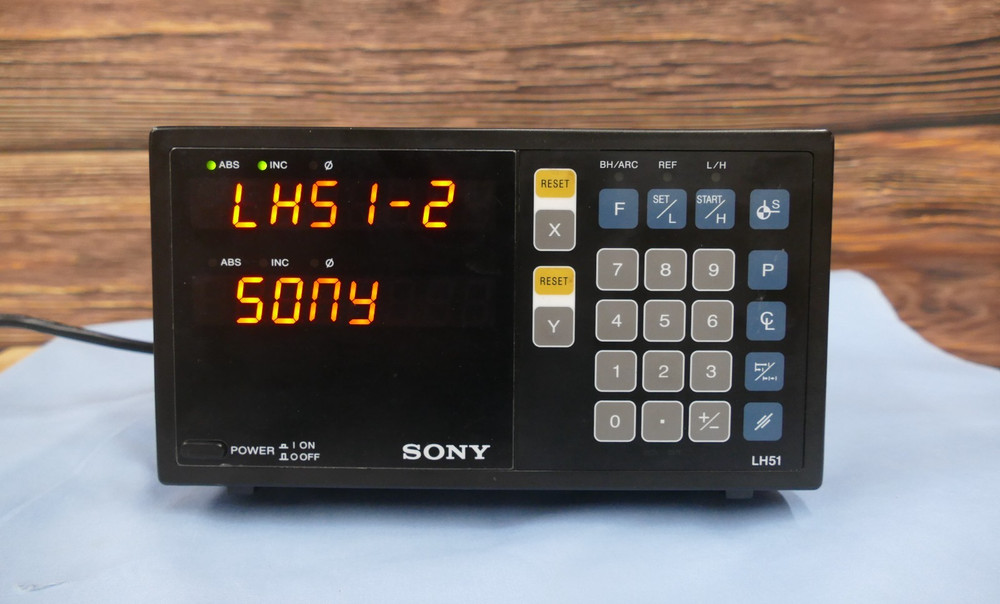 ABS INC Ø
LH51-2
ABS INC Ø
SONY
POWER I ON
O OFF
SONY
RESET
X
RESET
Y
BH/ARC REF L/H
F SET/L START/H S
7 8 9 P
4 5 6 ℄
1 2 3
0 . +/-
LH51